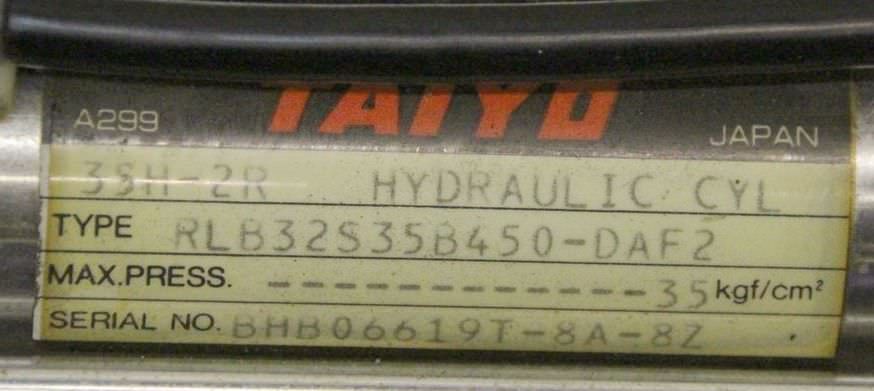 TAIYO
A299 JAPAN
3SH-2R HYDRAULIC CYL
TYPE RLB32S35B450-DAF2
MAX.PRESS. ------------35 kgf/cm²
SERIAL NO. BHB06619T-8A-8Z